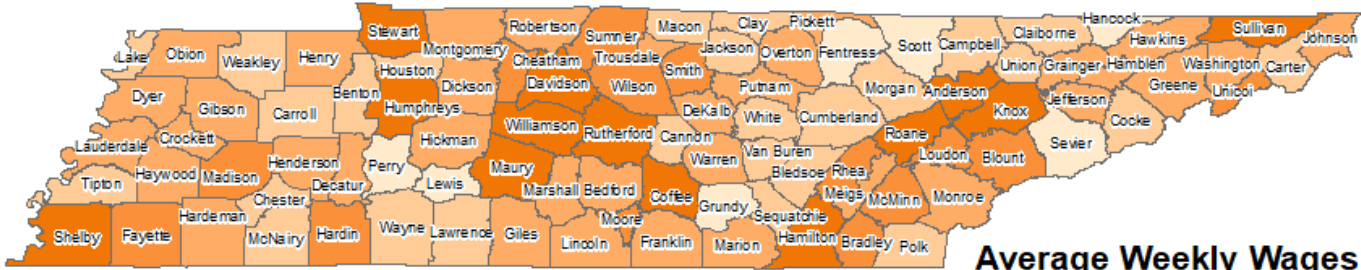 Stewart
Robertson
Sumner
Macon
Clay
Pickett
Hancock
Sullivan
Lake
Obion
Weakley
Henry
Montgomery
Trousdale
Jackson
Overton
Fentress
Scott
Campbell
Claiborne
Hawkins
Johnson
Houston
Cheatham
Smith
Union
Grainger
Hamblen
Washington
Carter
Dyer
Gibson
Carroll
Benton
Humphreys
Dickson
Davidson
Wilson
Putnam
Morgan
Anderson
Knox
Jefferson
Greene
Unicoi
Crockett
Hickman
Williamson
Rutherford
DeKalb
White
Cumberland
Roane
Cocke
Lauderdale
Haywood
Madison
Henderson
Decatur
Perry
Lewis
Maury
Cannon
Warren
Van Buren
Bledsoe
Rhea
Loudon
Blount
Sevier
Tipton
Chester
Marshall
Bedford
Coffee
Grundy
Sequatchie
Meigs
McMinn
Monroe
Shelby
Fayette
Hardeman
McNairy
Hardin
Wayne
Lawrence
Giles
Moore
Lincoln
Franklin
Marion
Hamilton
Bradley
Polk
Average Weekly Wages